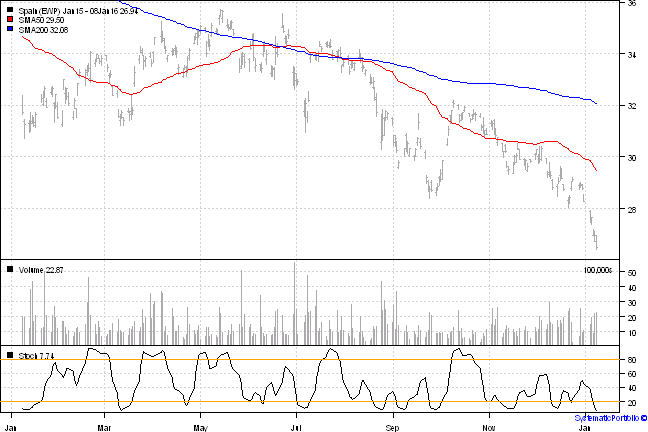 Spain (EWP) Jan 15 - 08Jan16 26.94
SMA50 29.50
SMA200 32.08
36
34
32
30
28
Volume 22.87
100,000s
50
40
30
20
10
Stoch 7.74
80
60
40
20
Jan
Mar
May
Jul
Sep
Nov
Jan
SystematicPortfolio ©